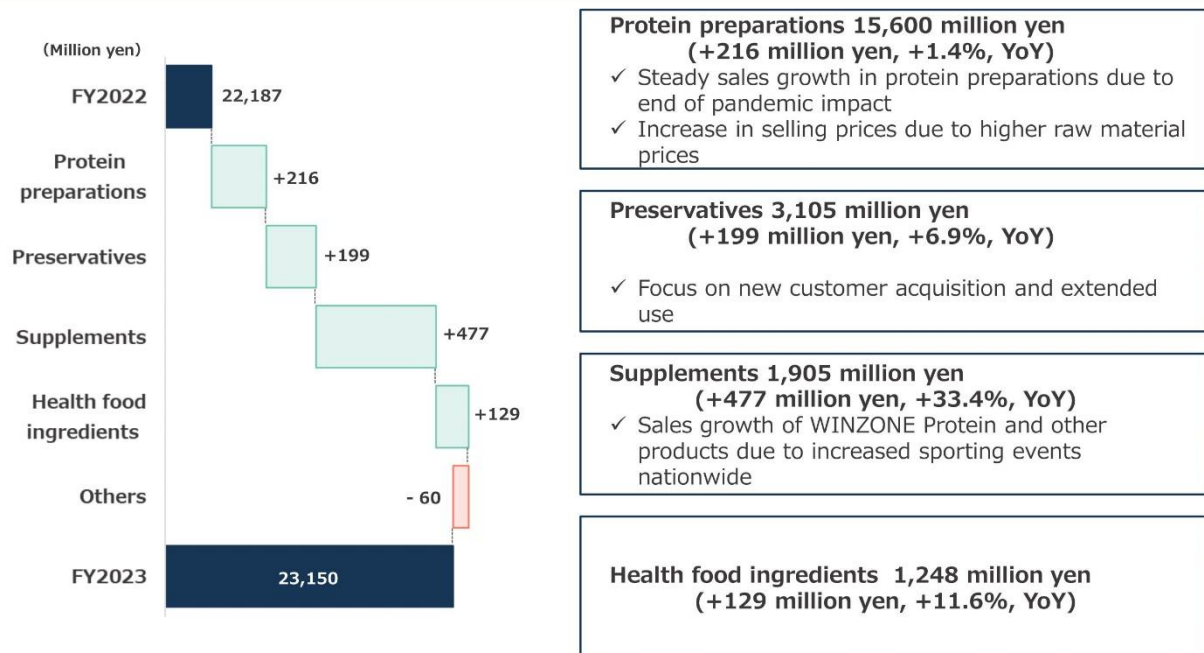 (Million yen)
FY2022
22,187
Protein
preparations
+216
Preservatives
+199
Supplements
+477
Health food
ingredients
+129
Others
- 60
FY2023
23,150
Protein preparations 15,600 million yen
(+216 million yen, +1.4%, YoY)
✓ Steady sales growth in protein preparations due to
end of pandemic impact
✓ Increase in selling prices due to higher raw material
prices
Preservatives 3,105 million yen
(+199 million yen, +6.9%, YoY)
✓ Focus on new customer acquisition and extended
use
Supplements 1,905 million yen
(+477 million yen, +33.4%, YoY)
✓ Sales growth of WINZONE Protein and other
products due to increased sporting events
nationwide
Health food ingredients 1,248 million yen
(+129 million yen, +11.6%, YoY)